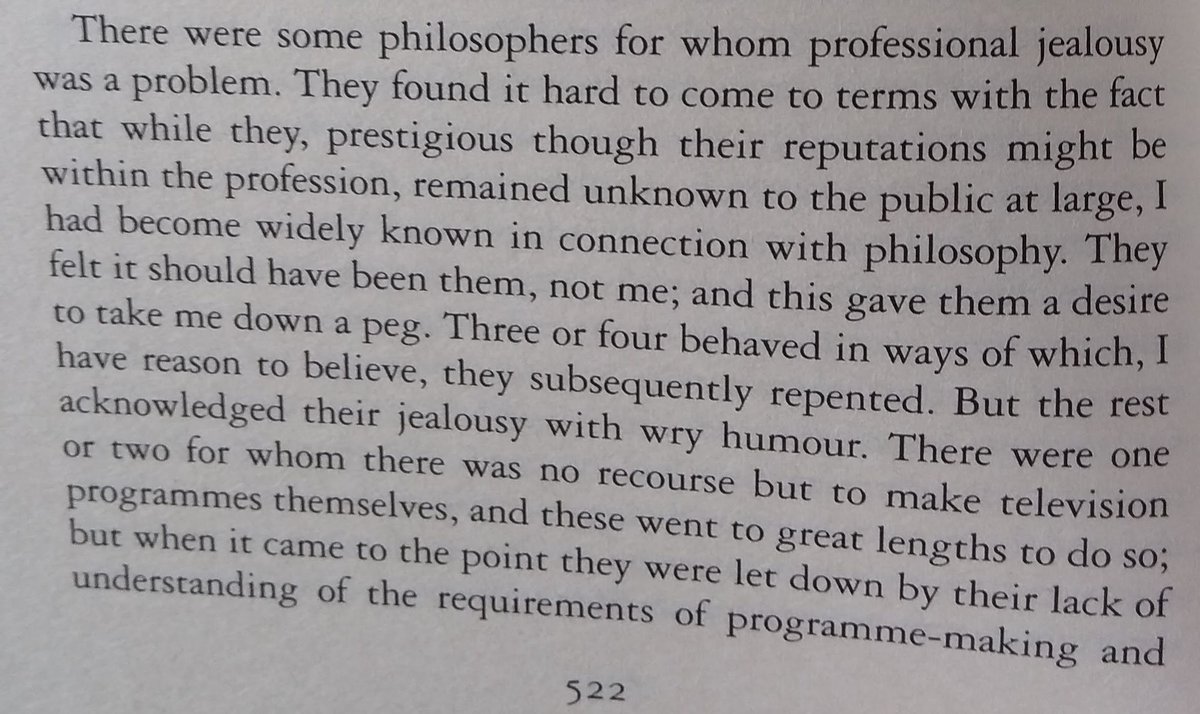 There were some philosophers for whom professional jealousy
was a problem. They found it hard to come to terms with the fact
that while they, prestigious though their reputations might be
within the profession, remained unknown to the public at large, I
had become widely known in connection with philosophy. They
felt it should have been them, not me; and this gave them a desire
to take me down a peg. Three or four behaved in ways of which, I
have reason to believe, they subsequently repented. But the rest
acknowledged their jealousy with wry humour. There were one
or two for whom there was no recourse but to make television
programmes themselves, and these went to great lengths to do so;
but when it came to the point they were let down by their lack of
understanding of the requirements of programme-making and
522